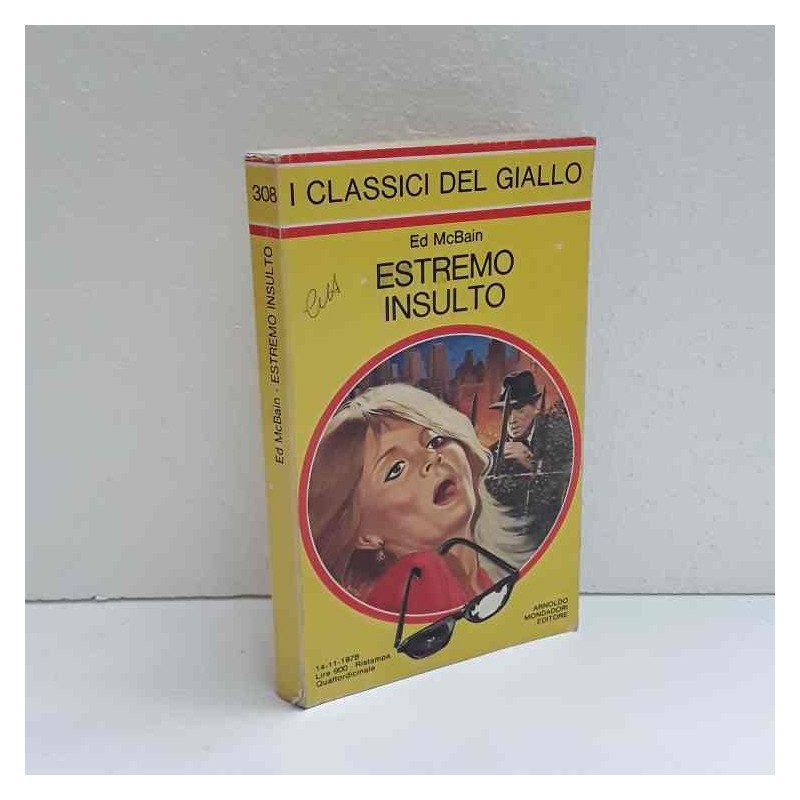 308
I CLASSICI DEL GIALLO
Ed McBain
ESTREMO
INSULTO
Ed McBain - ESTREMO INSULTO
ARNOLDO
MONDADORI
EDITORE
14-11-1978
Lire 900 - Ristampa
Quattordicinale